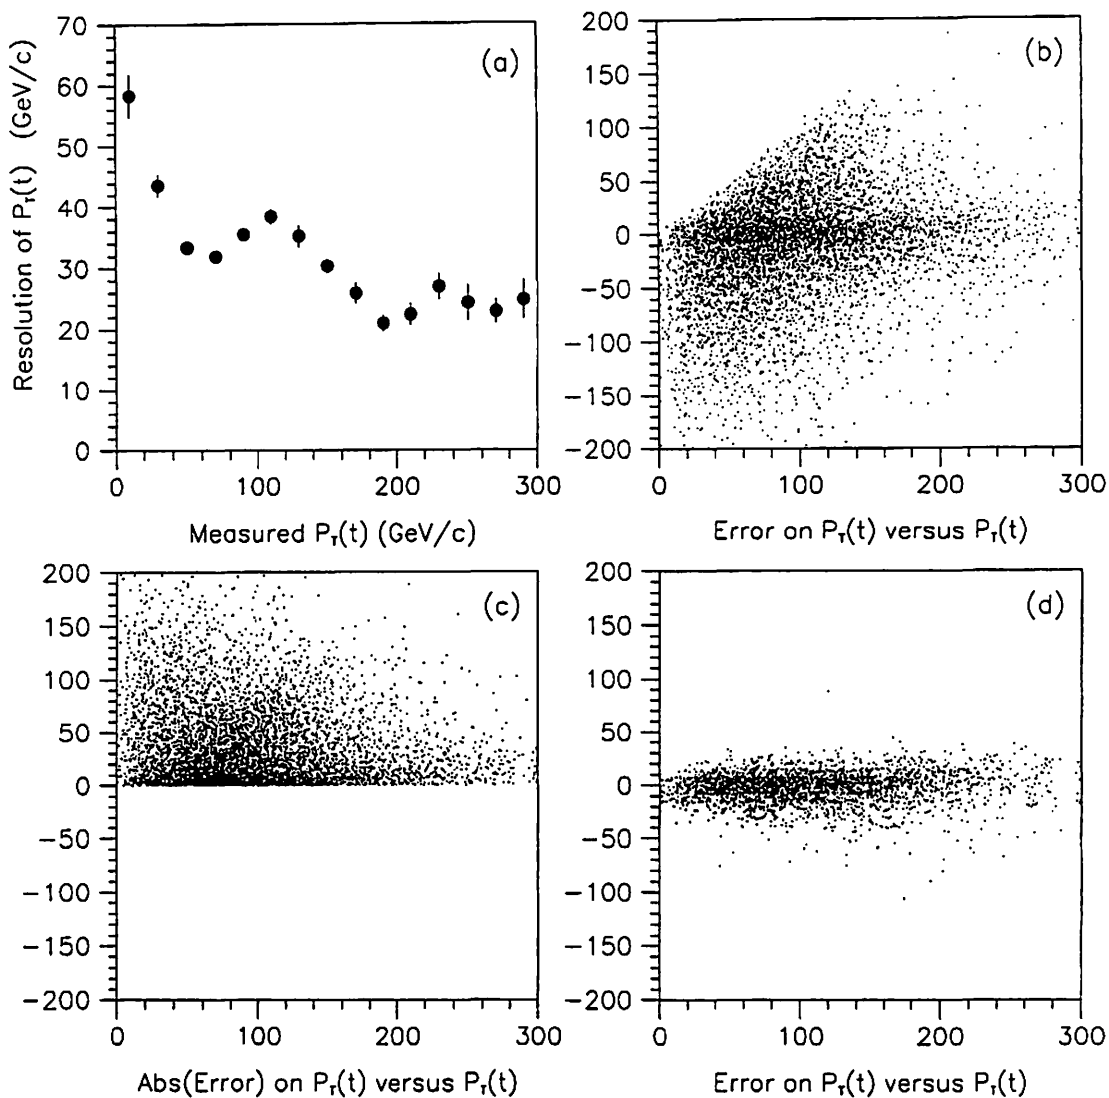 70
60
50
40
30
20
10
0
Resolution of P_T(t) (GeV/c)
(a)
0 100 200 300
Measured P_T(t) (GeV/c)
200
150
100
50
0
−50
−100
−150
−200
(b)
0 100 200 300
Error on P_T(t) versus P_T(t)
200
150
100
50
0
−50
−100
−150
−200
(c)
0 100 200 300
Abs(Error) on P_T(t) versus P_T(t)
200
150
100
50
0
−50
−100
−150
−200
(d)
0 100 200 300
Error on P_T(t) versus P_T(t)